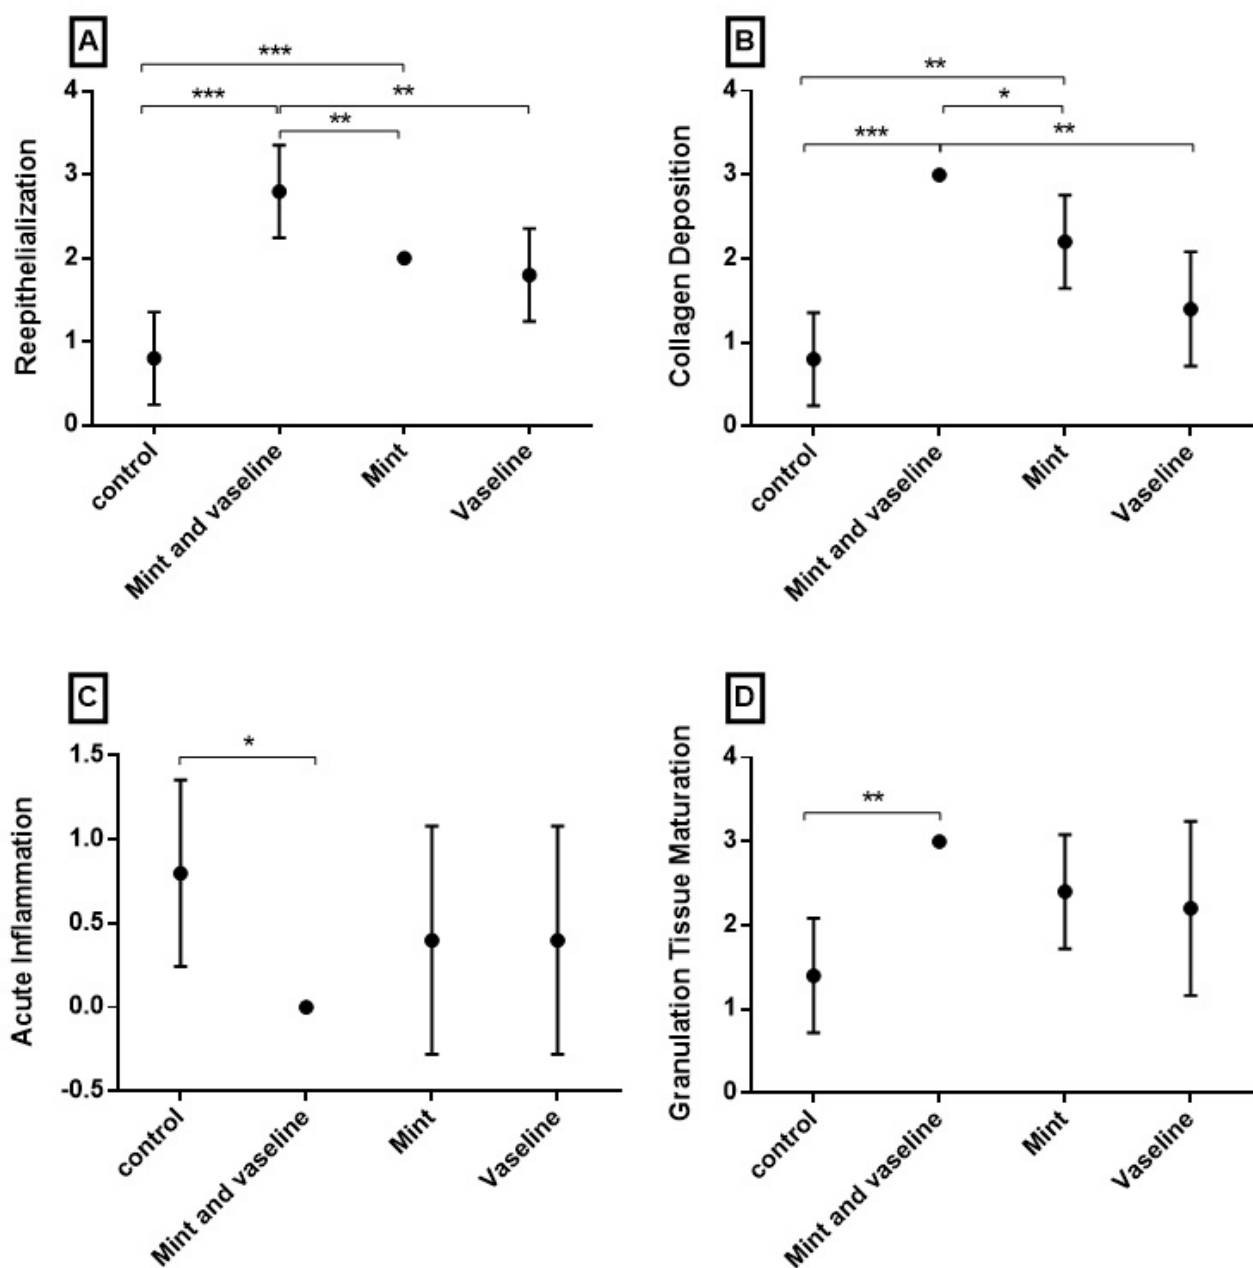 A
***
***
**
**
Reepithelialization
4
3
2
1
0
control
Mint and vaseline
Mint
Vaseline
B
**
*
***
**
Collagen Deposition
4
3
2
1
0
control
Mint and vaseline
Mint
Vaseline
C
*
Acute Inflammation
1.5
1.0
0.5
0.0
-0.5
control
Mint and vaseline
Mint
Vaseline
D
**
Granulation Tissue Maturation
4
3
2
1
0
control
Mint and vaseline
Mint
Vaseline